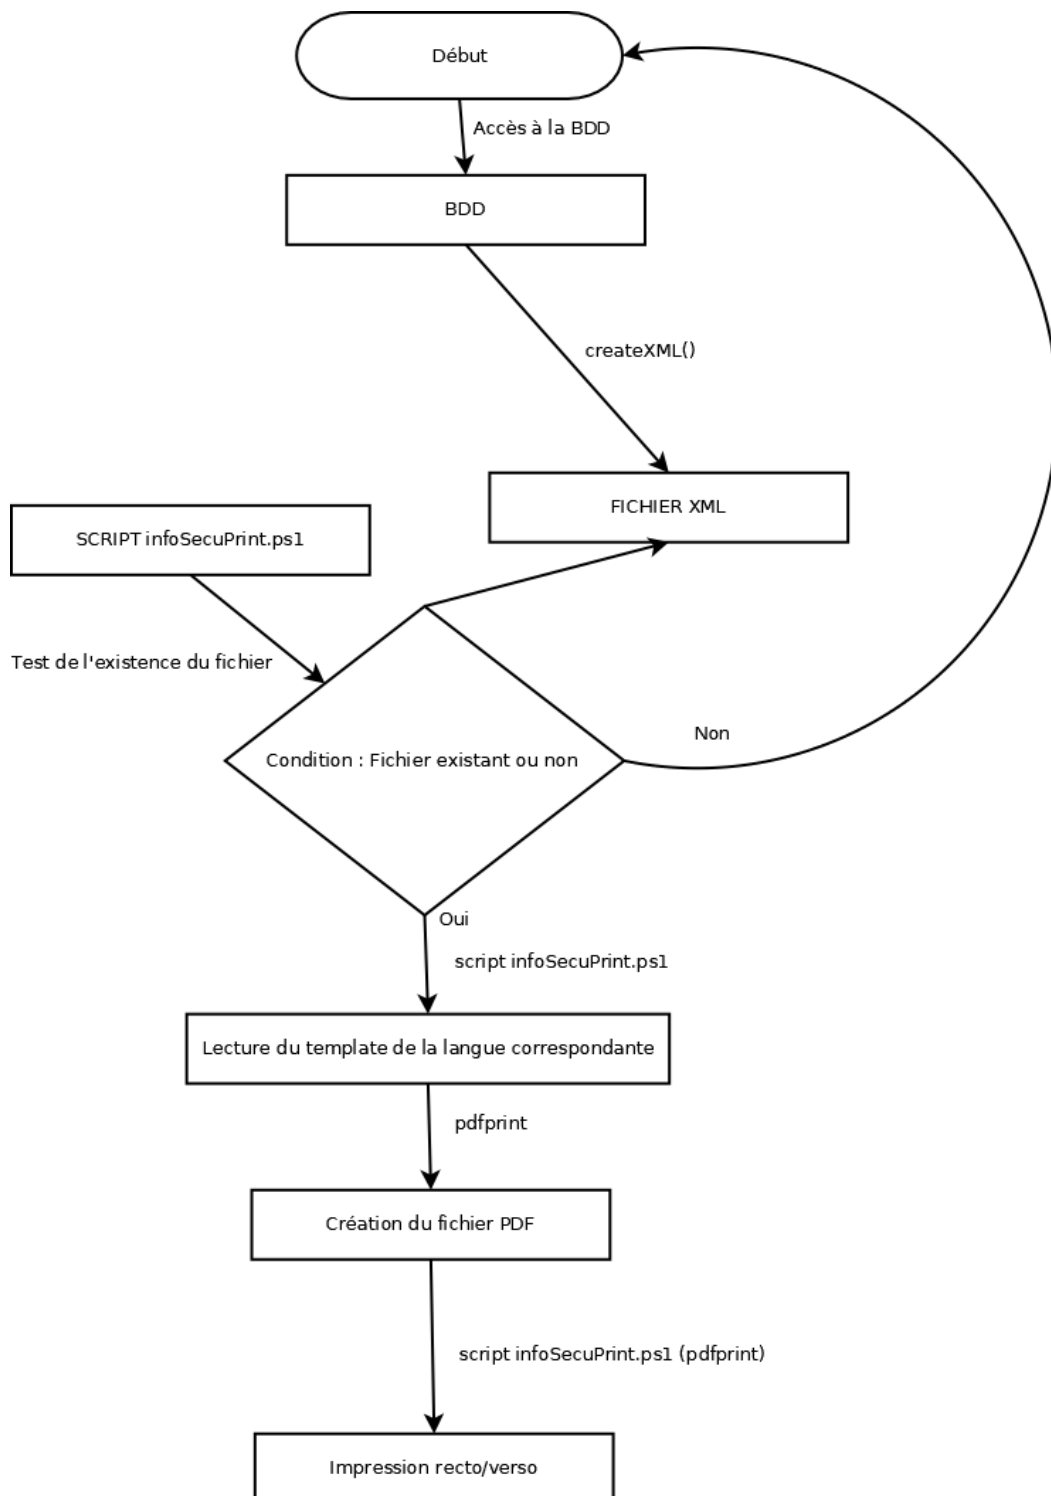 Début
Accès à la BDD
BDD
createXML()
FICHIER XML
SCRIPT infoSecuPrint.ps1
Test de l'existence du fichier
Non
Condition : Fichier existant ou non
Oui
script infoSecuPrint.ps1
Lecture du template de la langue correspondante
pdfprint
Création du fichier PDF
script infoSecuPrint.ps1 (pdfprint)
Impression recto/verso